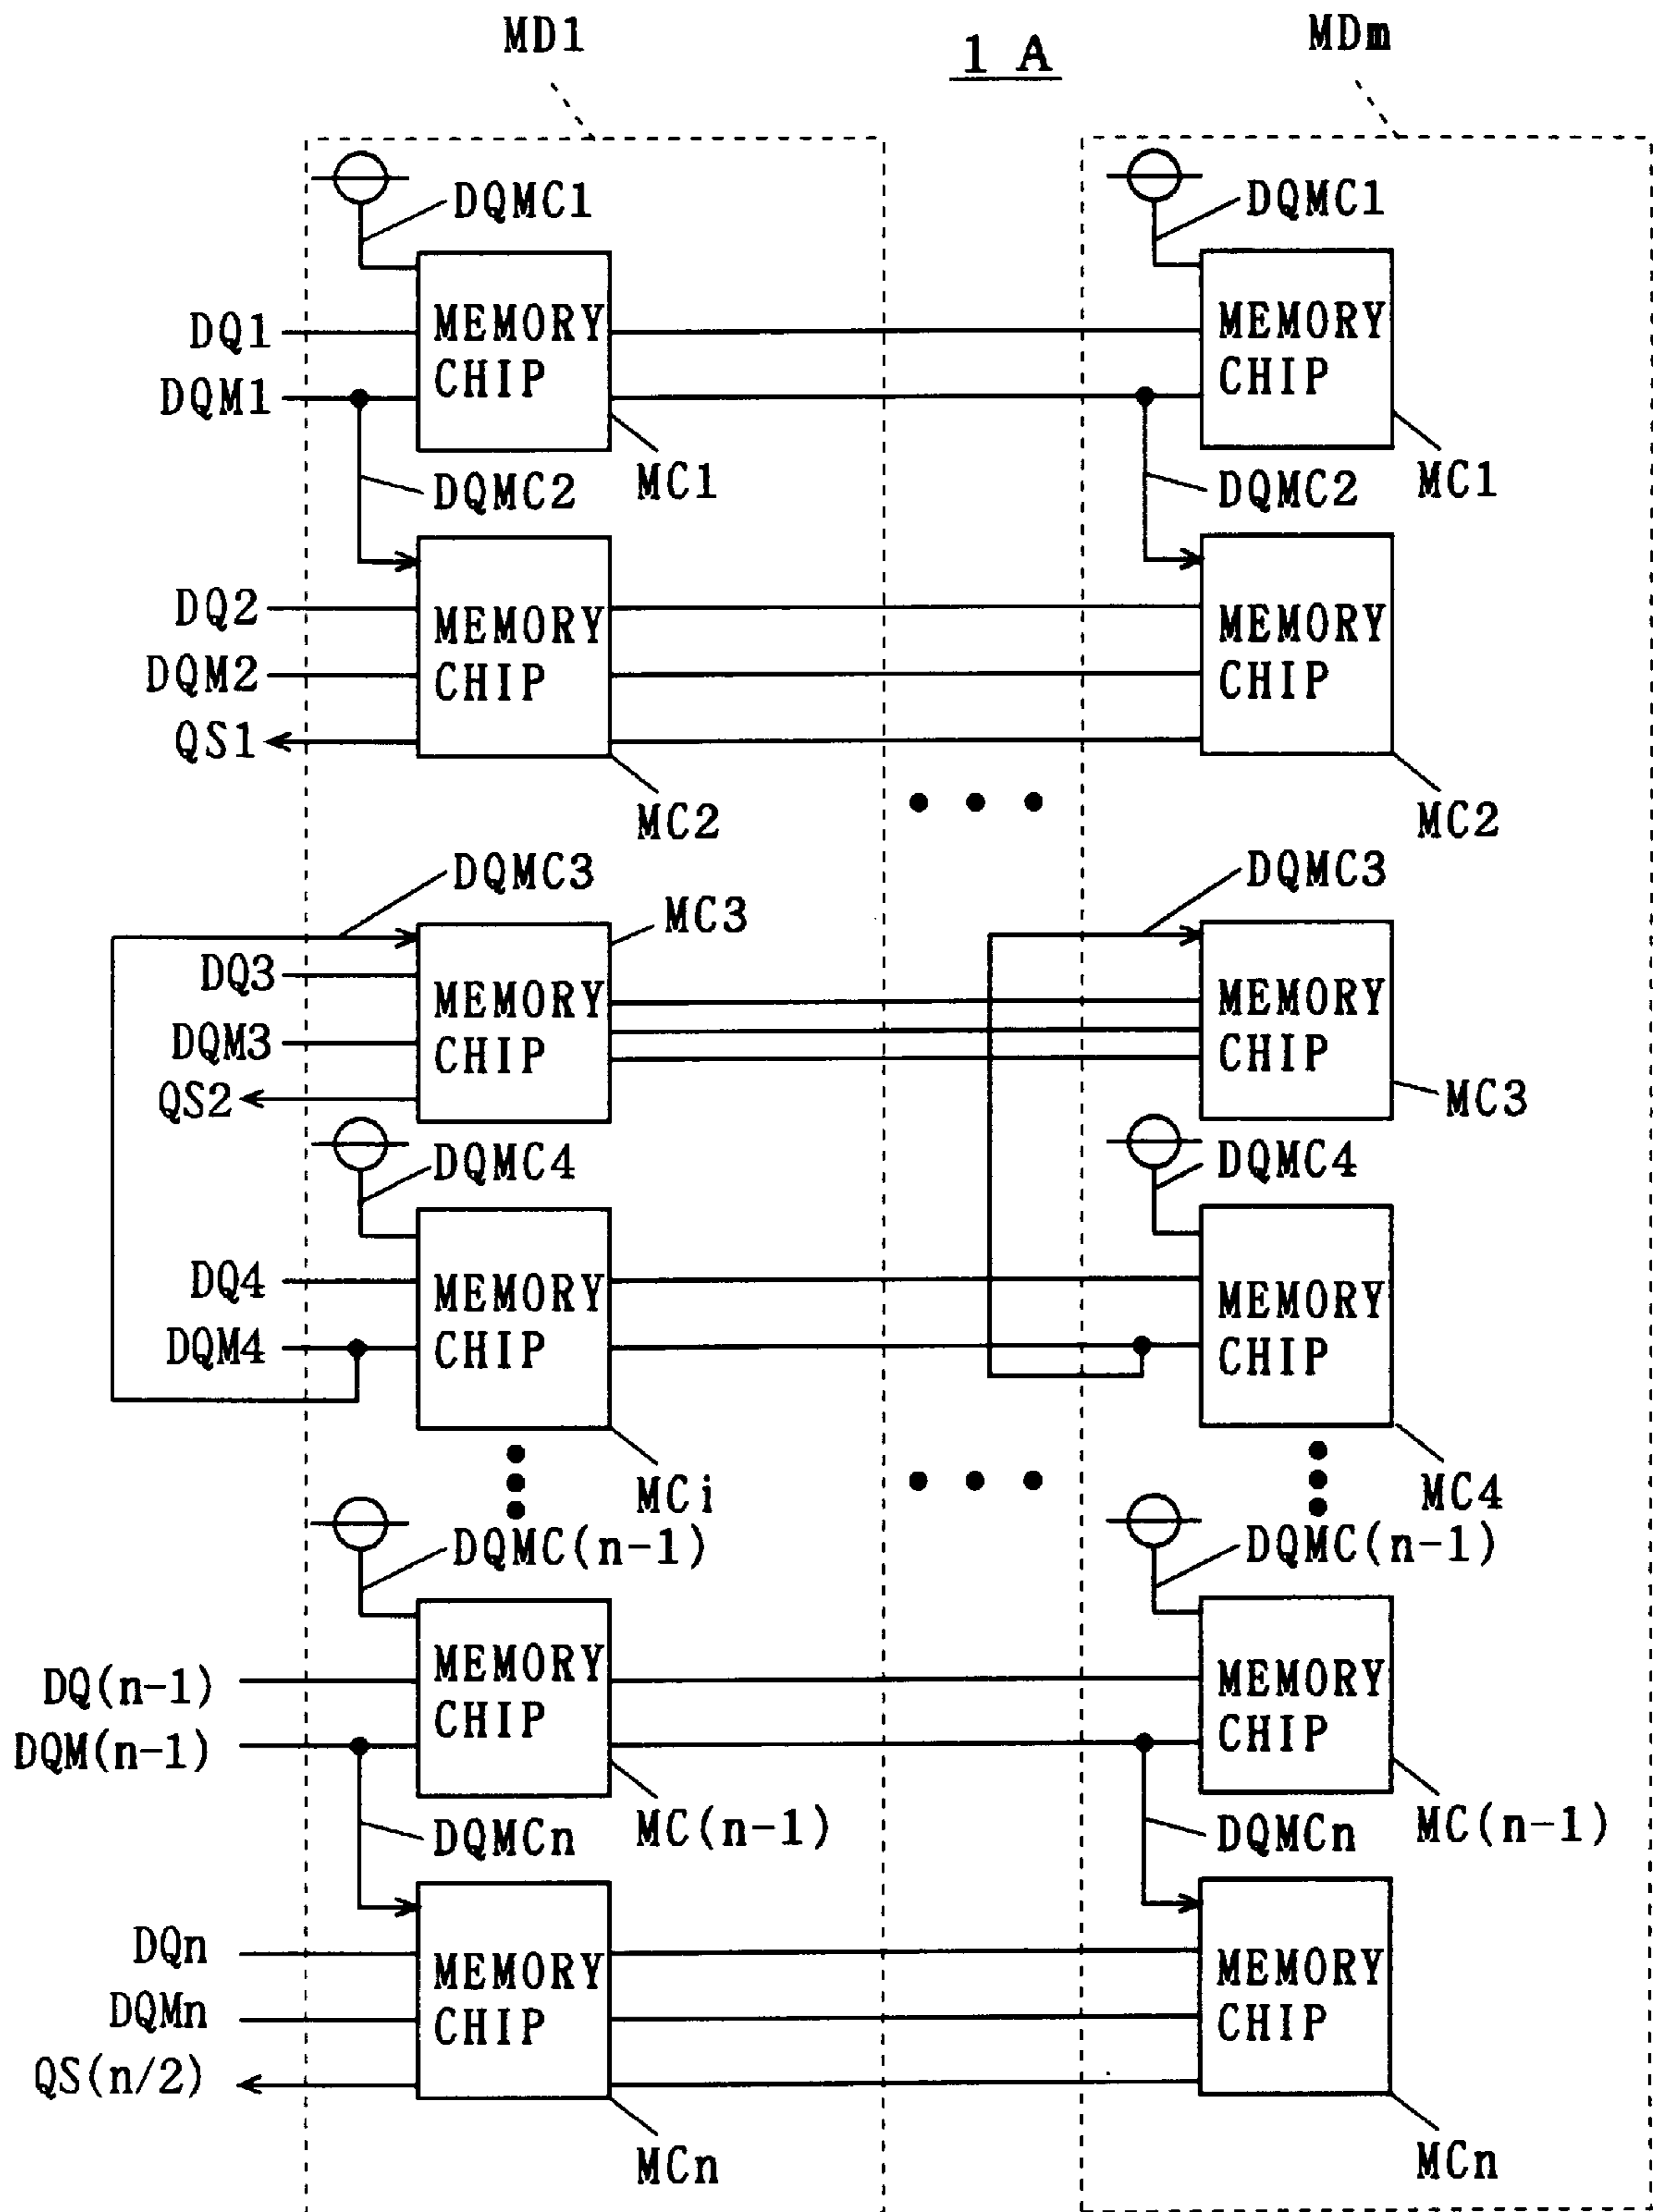 MD1
1 A
MDm
DQMC1
DQMC1
DQ1
MEMORY
CHIP
MEMORY
CHIP
DQM1
MC1
MC1
DQMC2
DQMC2
DQ2
MEMORY
CHIP
MEMORY
CHIP
DQM2
QS1
MC2
MC2
DQMC3
DQMC3
MC3
DQ3
MEMORY
CHIP
MEMORY
CHIP
DQM3
QS2
MC3
DQMC4
DQMC4
DQ4
MEMORY
CHIP
MEMORY
CHIP
DQM4
MCi
MC4
DQMC(n-1)
DQMC(n-1)
DQ(n-1)
MEMORY
CHIP
MEMORY
CHIP
DQM(n-1)
MC(n-1)
MC(n-1)
DQMCn
DQMCn
DQn
MEMORY
CHIP
MEMORY
CHIP
DQMn
QS(n/2)
MCn
MCn